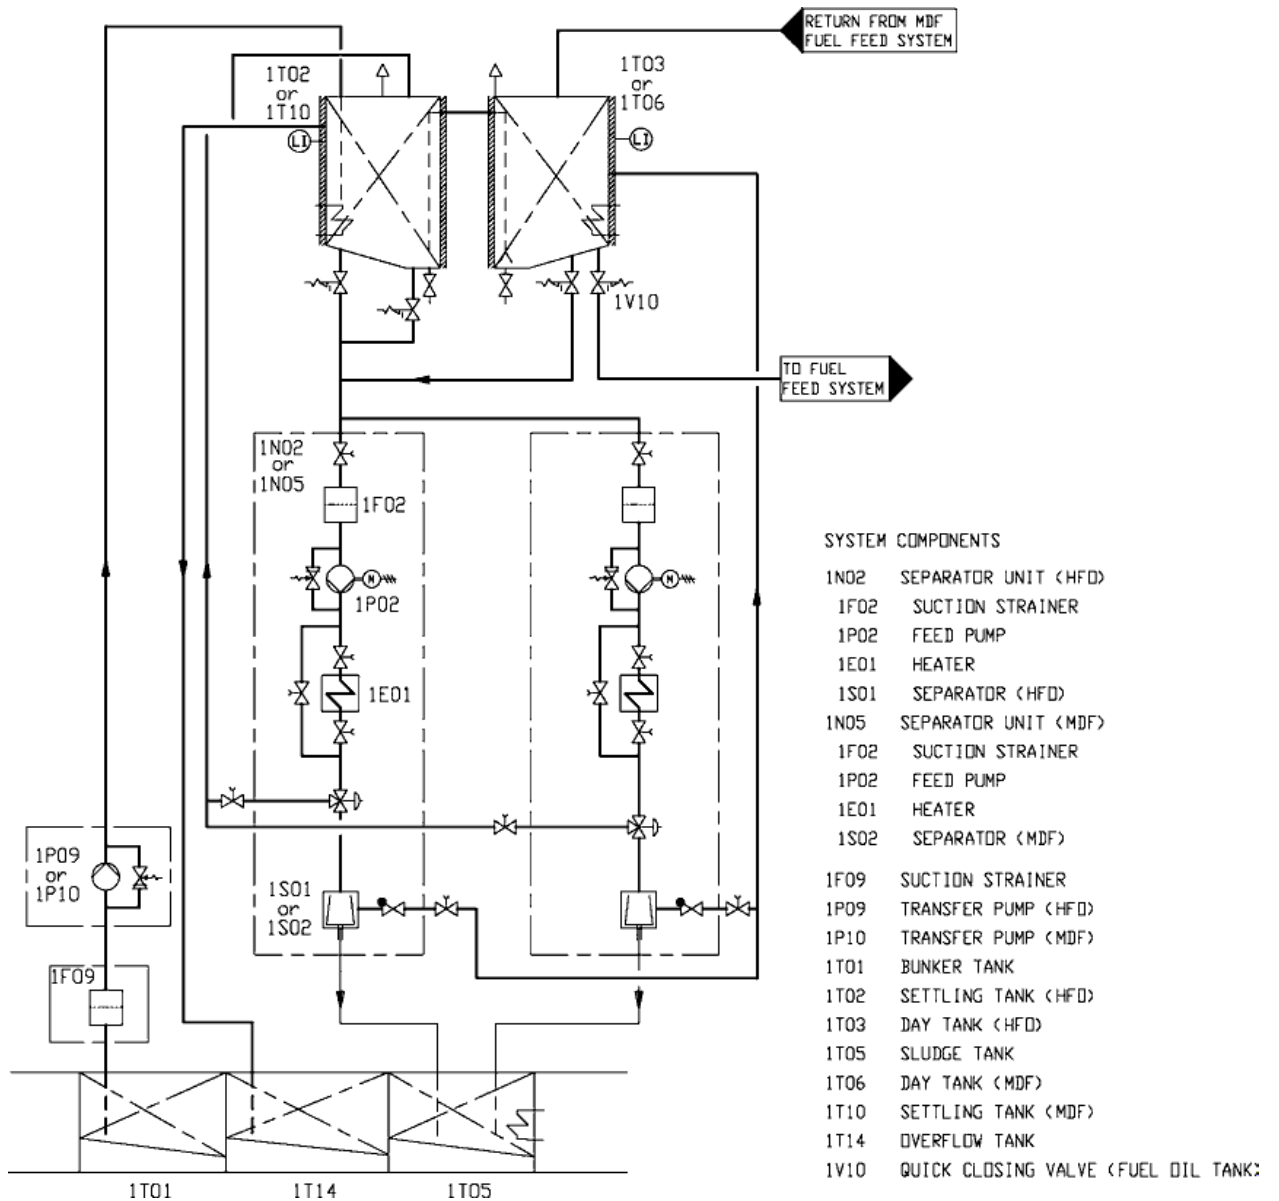 RETURN FROM MDF
FUEL FEED SYSTEM
1T02
or
1T10
LI
1T03
or
1T06
LI
1V10
TO FUEL
FEED SYSTEM
1N02
or
1N05
1F02
M
1P02
M
1E01
1P09
or
1P10
1S01
or
1S02
1F09
1T01
1T14
1T05
SYSTEM COMPONENTS
1N02 SEPARATOR UNIT (HFO)
1F02 SUCTION STRAINER
1P02 FEED PUMP
1E01 HEATER
1S01 SEPARATOR (HFO)
1N05 SEPARATOR UNIT (MDF)
1F02 SUCTION STRAINER
1P02 FEED PUMP
1E01 HEATER
1S02 SEPARATOR (MDF)
1F09 SUCTION STRAINER
1P09 TRANSFER PUMP (HFO)
1P10 TRANSFER PUMP (MDF)
1T01 BUNKER TANK
1T02 SETTLING TANK (HFO)
1T03 DAY TANK (HFO)
1T05 SLUDGE TANK
1T06 DAY TANK (MDF)
1T10 SETTLING TANK (MDF)
1T14 OVERFLOW TANK
1V10 QUICK CLOSING VALVE (FUEL OIL TANK)